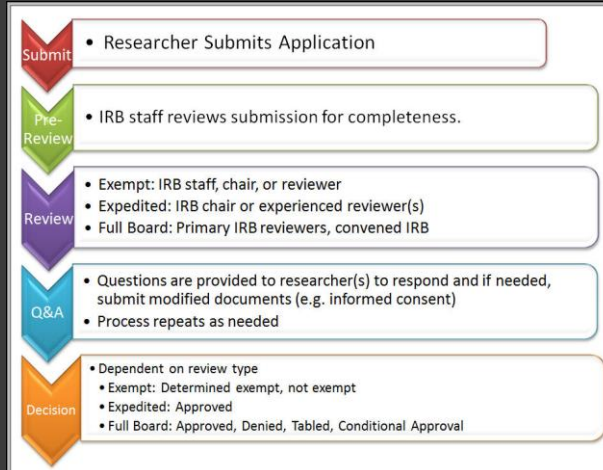 Submit
• Researcher Submits Application
Pre-
Review
• IRB staff reviews submission for completeness.
Review
• Exempt: IRB staff, chair, or reviewer
• Expedited: IRB chair or experienced reviewer(s)
• Full Board: Primary IRB reviewers, convened IRB
Q&A
• Questions are provided to researcher(s) to respond and if needed,
submit modified documents (e.g. informed consent)
• Process repeats as needed
Decision
• Dependent on review type
• Exempt: Determined exempt, not exempt
• Expedited: Approved
• Full Board: Approved, Denied, Tabled, Conditional Approval